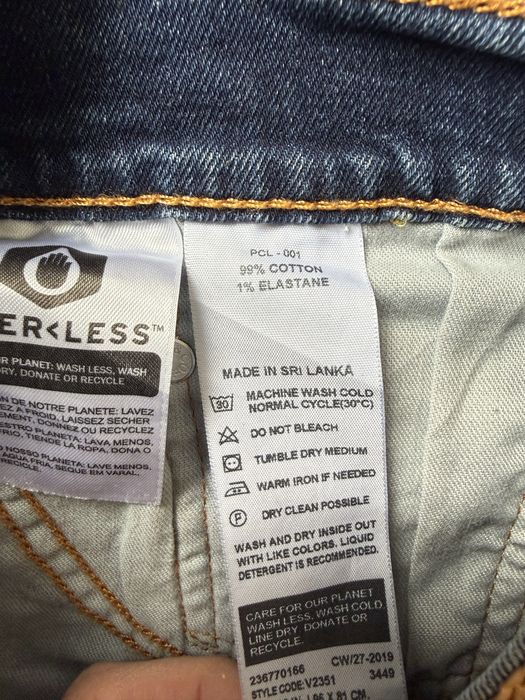 ER<LESS™
R PLANET: WASH LESS, WASH
RY, DONATE OR RECYCLE
N DE NOTRE PLANETE: LAVEZ
EZ A FROID, LAISSEZ SECHER
EMENT, DONNEZ OU RECYCLEZ
ESTRO PLANETA: LAVA MENOS,
FRIO, TIENDE LA ROPA, DONA O
O NOSSO PLANETA: LAVA MENOS,
AGUA FRIA, SEQUE EM VARAL,
RECICLE.
PCL - 001
99% COTTON
1% ELASTANE
MADE IN SRI LANKA
30
MACHINE WASH COLD
NORMAL CYCLE(30°C)
DO NOT BLEACH
TUMBLE DRY MEDIUM
WARM IRON IF NEEDED
P
DRY CLEAN POSSIBLE
WASH AND DRY INSIDE OUT
WITH LIKE COLORS. LIQUID
DETERGENT IS RECOMMENDED.
CARE FOR OUR PLANET
WASH LESS, WASH COLD,
LINE DRY, DONATE OR
RECYCLE.
236770166 CW/27-2019
STYLE CODE:V2351 3449